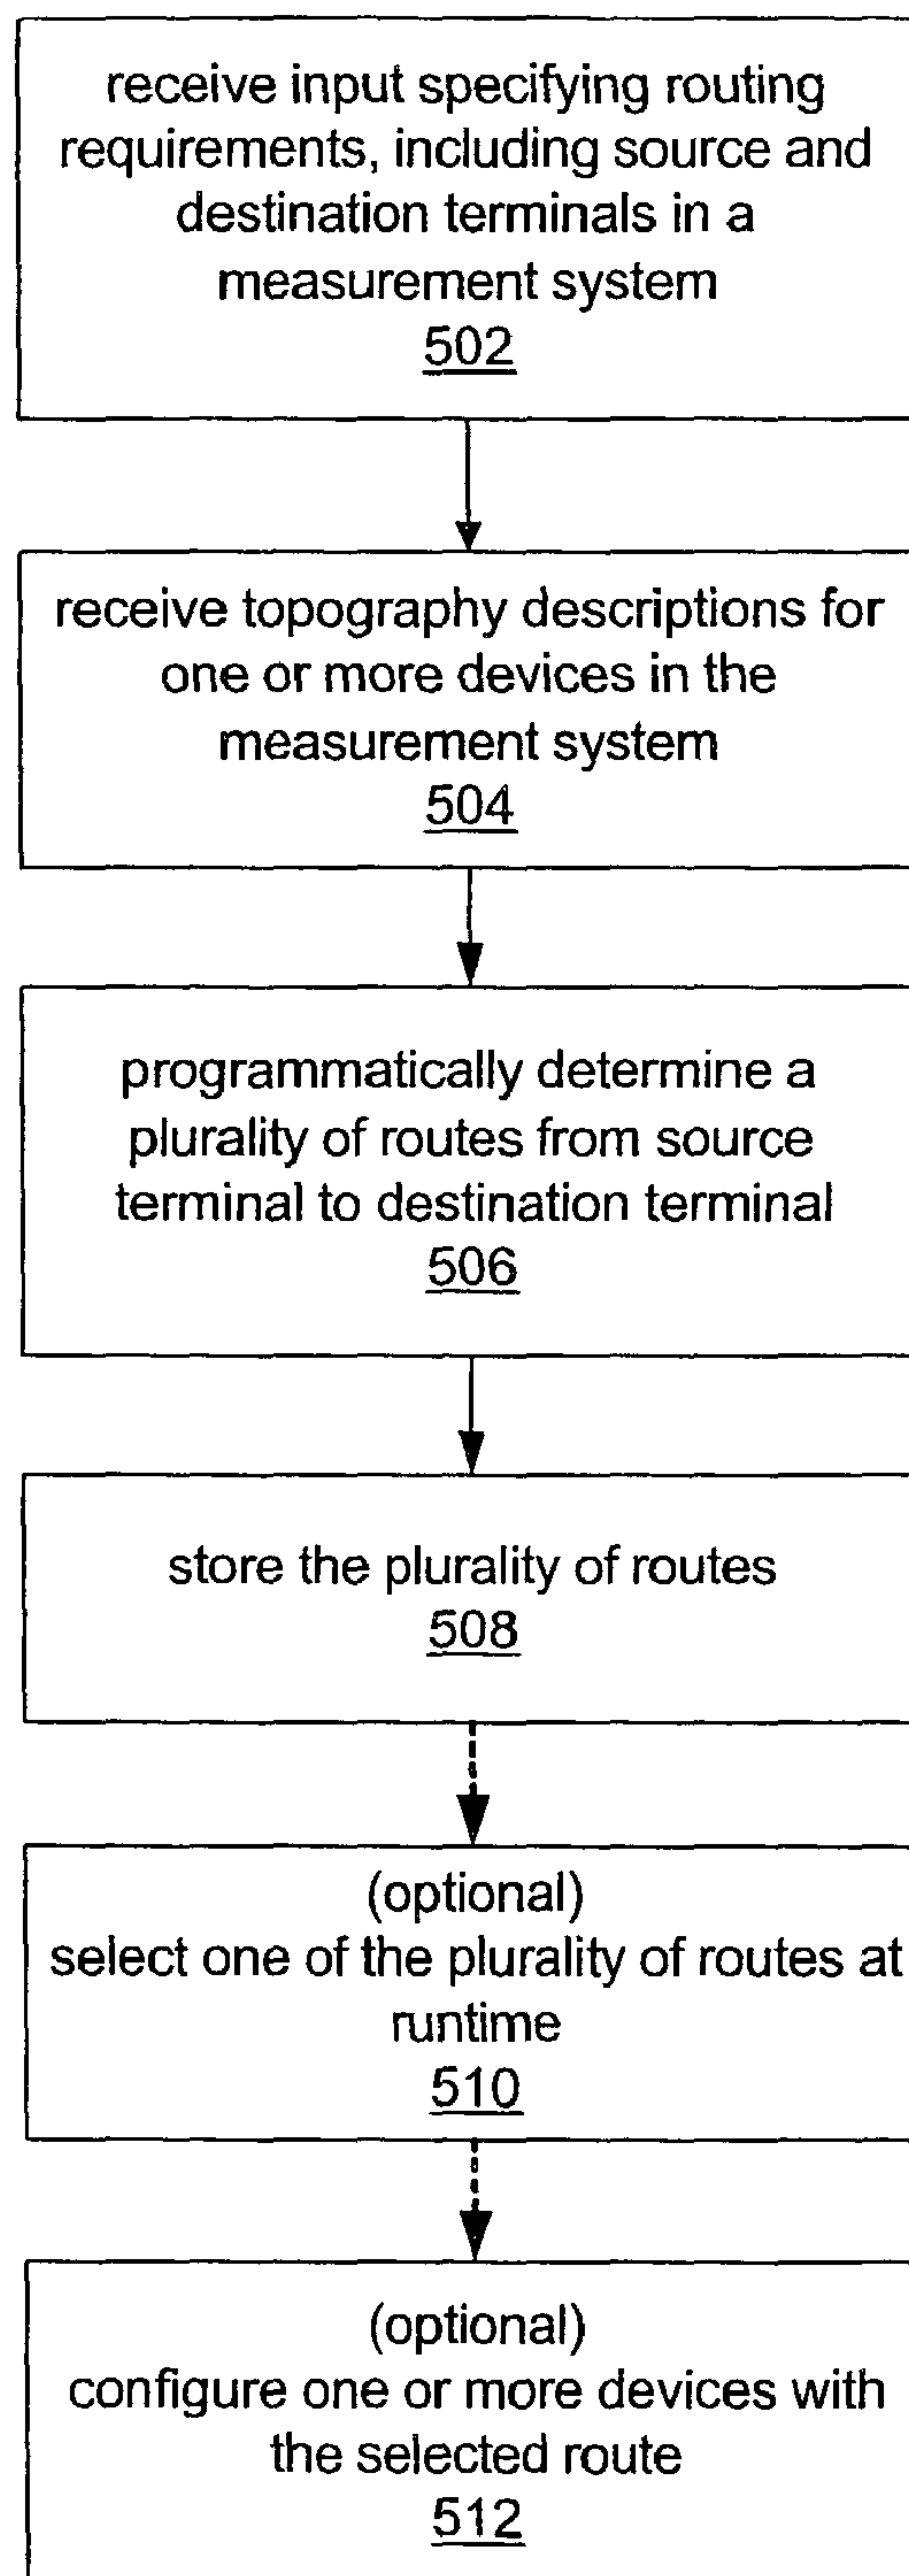 receive input specifying routing
requirements, including source and
destination terminals in a
measurement system
502
receive topography descriptions for
one or more devices in the
measurement system
504
programmatically determine a
plurality of routes from source
terminal to destination terminal
506
store the plurality of routes
508
(optional)
select one of the plurality of routes at
runtime
510
(optional)
configure one or more devices with
the selected route
512